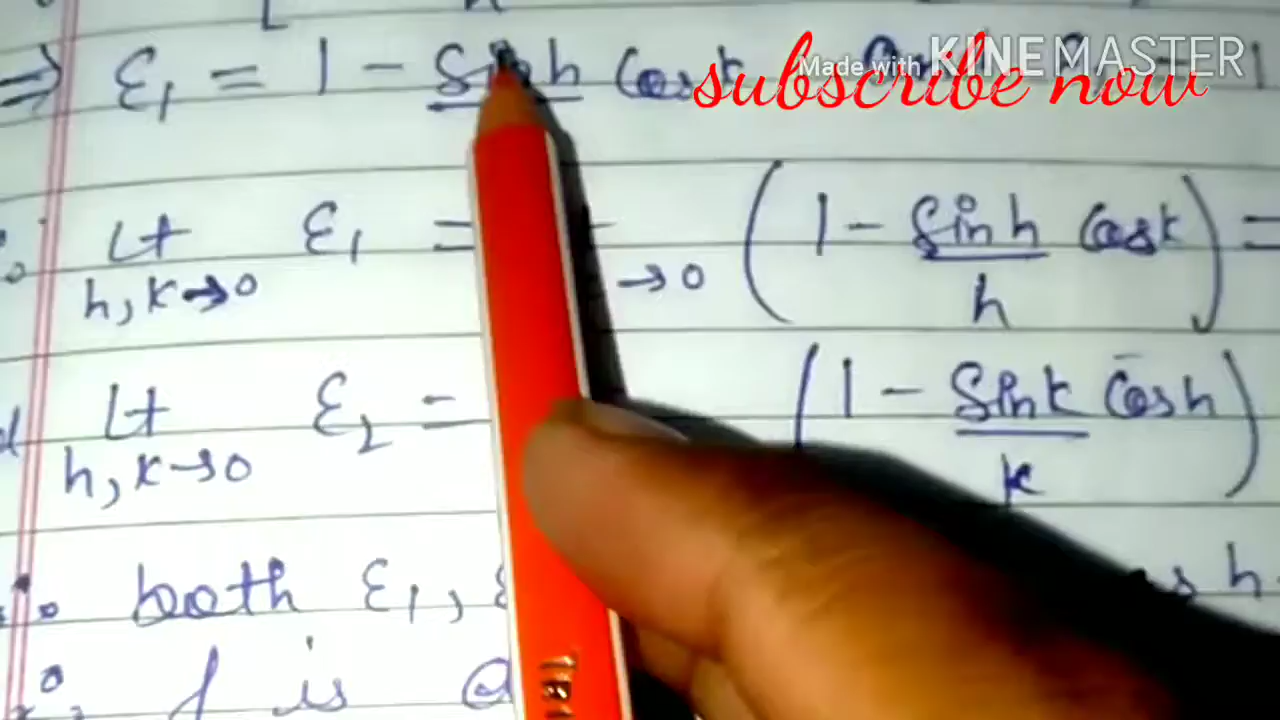 ⇒ ε₁ = 1 - Sinh Cosk
Made with KINEMASTER
subscribe now
Lt ε₁ = →0 (1 - Sinh/h Cosk) =
h, k→0
Lt ε₂ = (1 - Sink/k Cosh)
h, k→0
∴ both ε₁, h
∴ f is